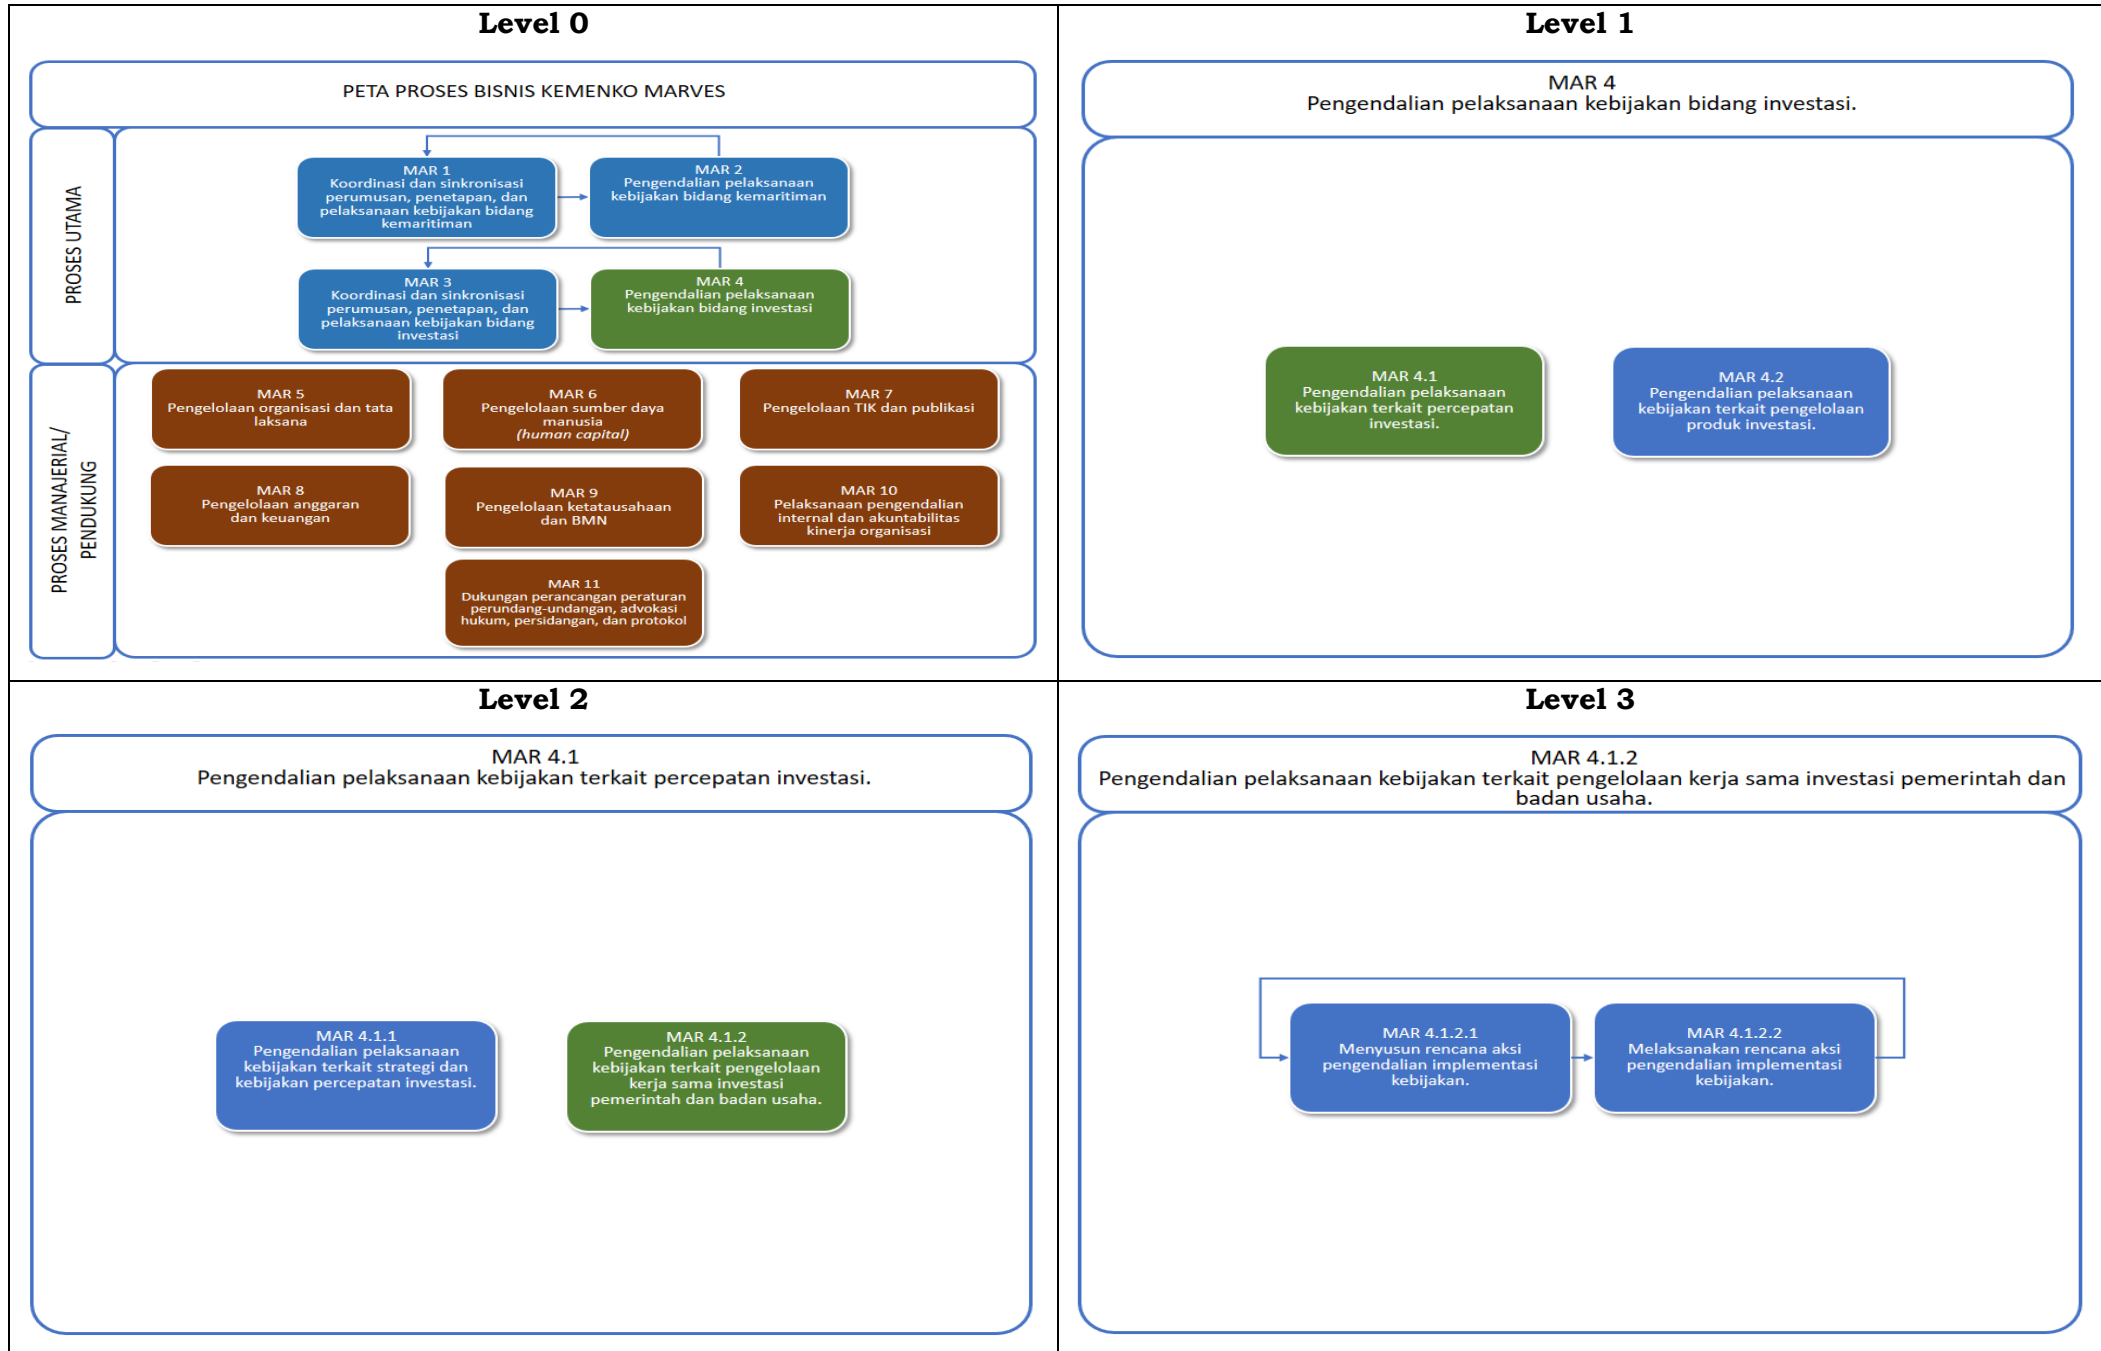 Level 0
PETA PROSES BISNIS KEMENKO MARVES
PROSES UTAMA
MAR 1
Koordinasi dan sinkronisasi
perumusan, penetapan, dan
pelaksanaan kebijakan bidang
kemaritiman
MAR 2
Pengendalian pelaksanaan
kebijakan bidang kemaritiman
MAR 3
Koordinasi dan sinkronisasi
perumusan, penetapan, dan
pelaksanaan kebijakan bidang
investasi
MAR 4
Pengendalian pelaksanaan
kebijakan bidang investasi
PROSES MANAJERIAL/
PENDUKUNG
MAR 5
Pengelolaan organisasi dan tata
laksana
MAR 6
Pengelolaan sumber daya
manusia
(human capital)
MAR 7
Pengelolaan TIK dan publikasi
MAR 8
Pengelolaan anggaran
dan keuangan
MAR 9
Pengelolaan ketatausahaan
dan BMN
MAR 10
Pelaksanaan pengendalian
internal dan akuntabilitas
kinerja organisasi
MAR 11
Dukungan perancangan peraturan
perundang-undangan, advokasi
hukum, persidangan, dan protokol
Level 1
MAR 4
Pengendalian pelaksanaan kebijakan bidang investasi.
MAR 4.1
Pengendalian pelaksanaan
kebijakan terkait percepatan
investasi.
MAR 4.2
Pengendalian pelaksanaan
kebijakan terkait pengelolaan
produk investasi.
Level 2
MAR 4.1
Pengendalian pelaksanaan kebijakan terkait percepatan investasi.
MAR 4.1.1
Pengendalian pelaksanaan
kebijakan terkait strategi dan
kebijakan percepatan investasi.
MAR 4.1.2
Pengendalian pelaksanaan
kebijakan terkait pengelolaan
kerja sama investasi
pemerintah dan badan usaha.
Level 3
MAR 4.1.2
Pengendalian pelaksanaan kebijakan terkait pengelolaan kerja sama investasi pemerintah dan
badan usaha.
MAR 4.1.2.1
Menyusun rencana aksi
pengendalian implementasi
kebijakan.
MAR 4.1.2.2
Melaksanakan rencana aksi
pengendalian implementasi
kebijakan.